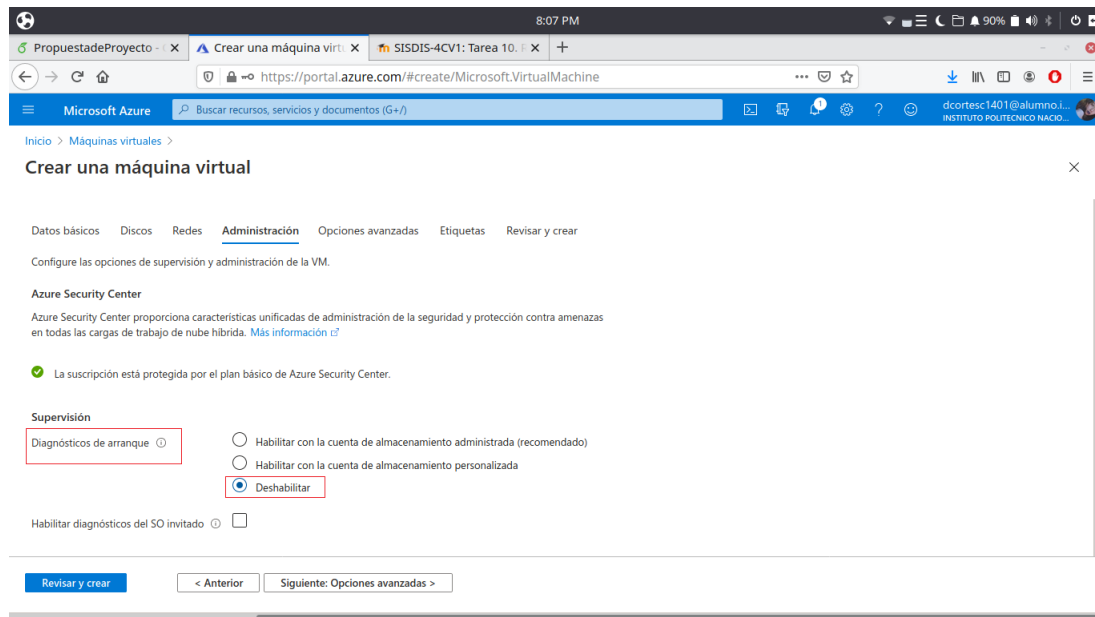 8:07 PM
90%
PropuestadeProyecto -
Crear una máquina virt
SISDIS-4CV1: Tarea 10.
https://portal.azure.com/#create/Microsoft.VirtualMachine
Microsoft Azure
Buscar recursos, servicios y documentos (G+/)
1
dcortesc1401@alumno.i...
INSTITUTO POLITECNICO NACIO...
Inicio > Máquinas virtuales >
Crear una máquina virtual
Datos básicos Discos Redes Administración Opciones avanzadas Etiquetas Revisar y crear
Configure las opciones de supervisión y administración de la VM.
Azure Security Center
Azure Security Center proporciona características unificadas de administración de la seguridad y protección contra amenazas
en todas las cargas de trabajo de nube híbrida. Más información
La suscripción está protegida por el plan básico de Azure Security Center.
Supervisión
Diagnósticos de arranque
Habilitar con la cuenta de almacenamiento administrada (recomendado)
Habilitar con la cuenta de almacenamiento personalizada
Deshabilitar
Habilitar diagnósticos del SO invitado
Revisar y crear
< Anterior
Siguiente: Opciones avanzadas >